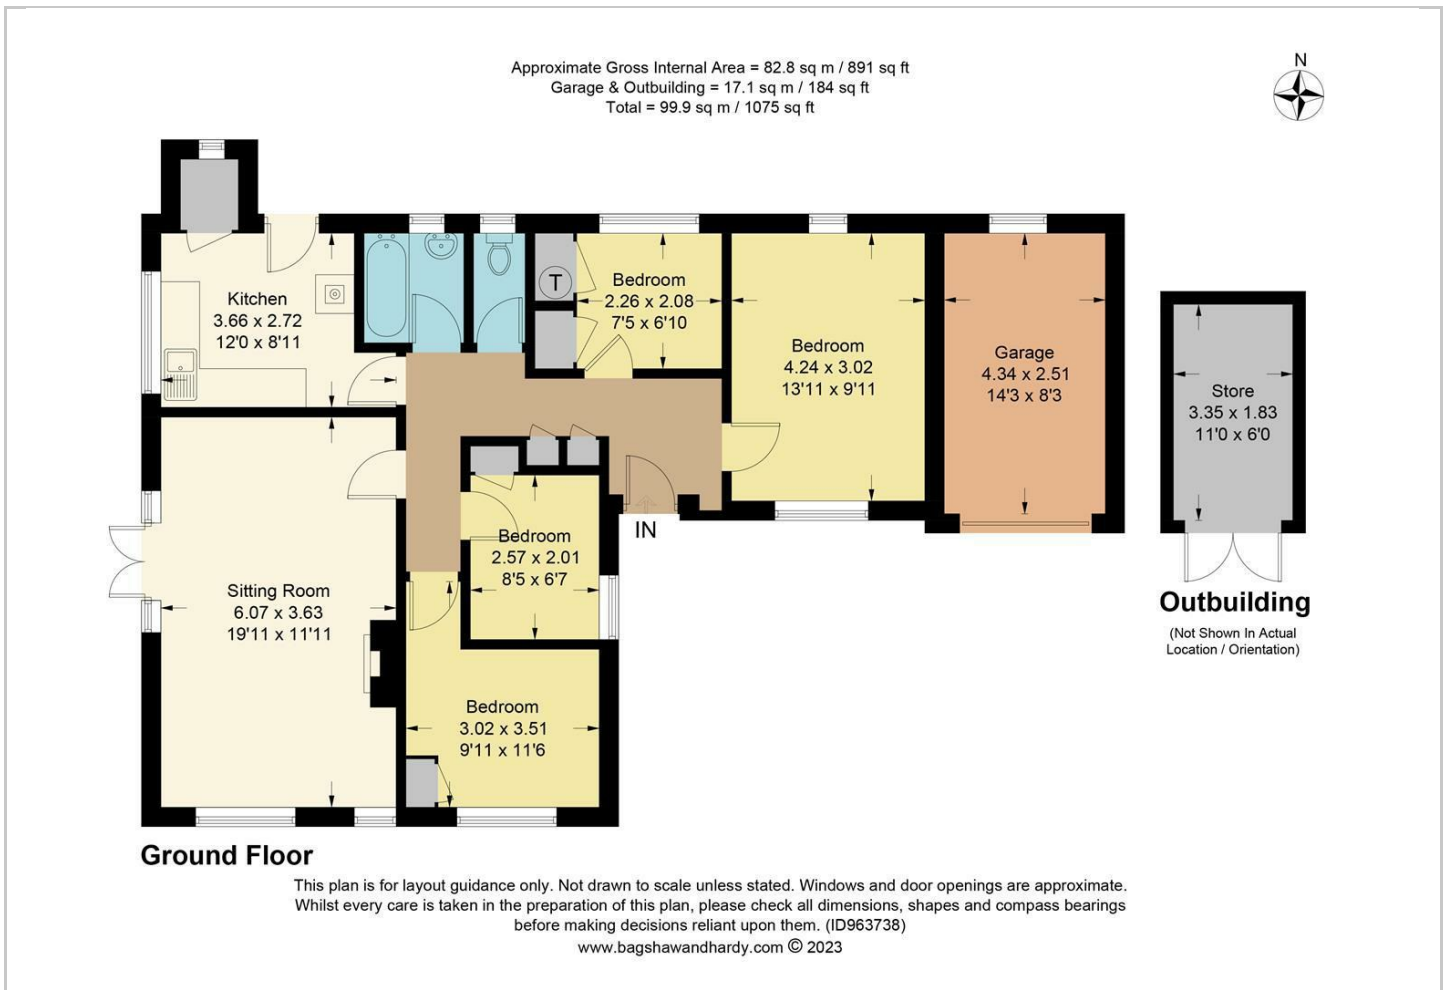 Approximate Gross Internal Area = 82.8 sq m / 891 sq ft
Garage & Outbuilding = 17.1 sq m / 184 sq ft
Total = 99.9 sq m / 1075 sq ft
N
Kitchen
3.66 x 2.72
12'0 x 8'11
T
Bedroom
2.26 x 2.08
7'5 x 6'10
Bedroom
4.24 x 3.02
13'11 x 9'11
Garage
4.34 x 2.51
14'3 x 8'3
Store
3.35 x 1.83
11'0 x 6'0
IN
Bedroom
2.57 x 2.01
8'5 x 6'7
Sitting Room
6.07 x 3.63
19'11 x 11'11
Bedroom
3.02 x 3.51
9'11 x 11'6
Outbuilding
(Not Shown In Actual
Location / Orientation)
Ground Floor
This plan is for layout guidance only. Not drawn to scale unless stated. Windows and door openings are approximate.
Whilst every care is taken in the preparation of this plan, please check all dimensions, shapes and compass bearings
before making decisions reliant upon them. (ID963738)
www.bagshawandhardy.com © 2023